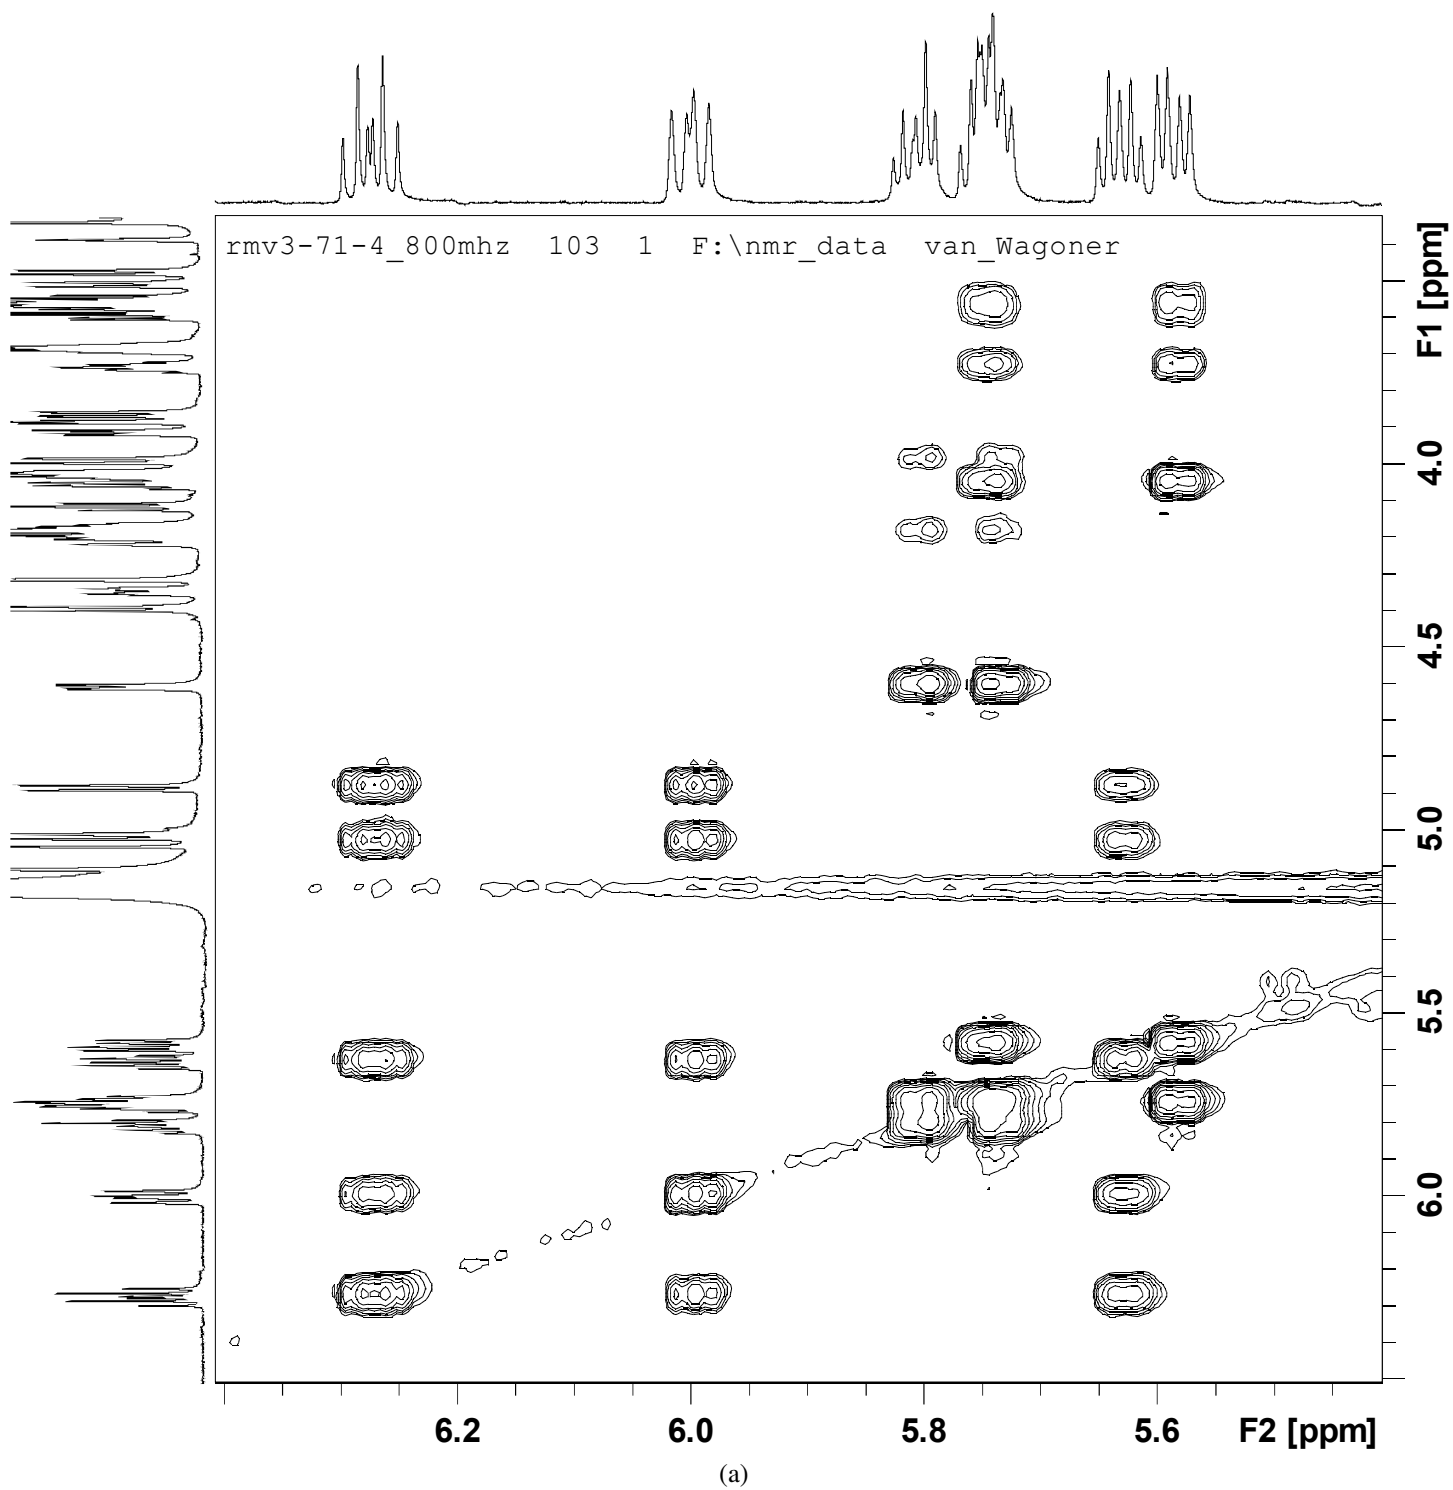 rmv3-71-4_800mhz 103 1 F:\nmr_data van_Wagoner
F1 [ppm]
4.0
4.5
5.0
5.5
6.0
6.2 6.0 5.8 5.6 F2 [ppm]
(a)